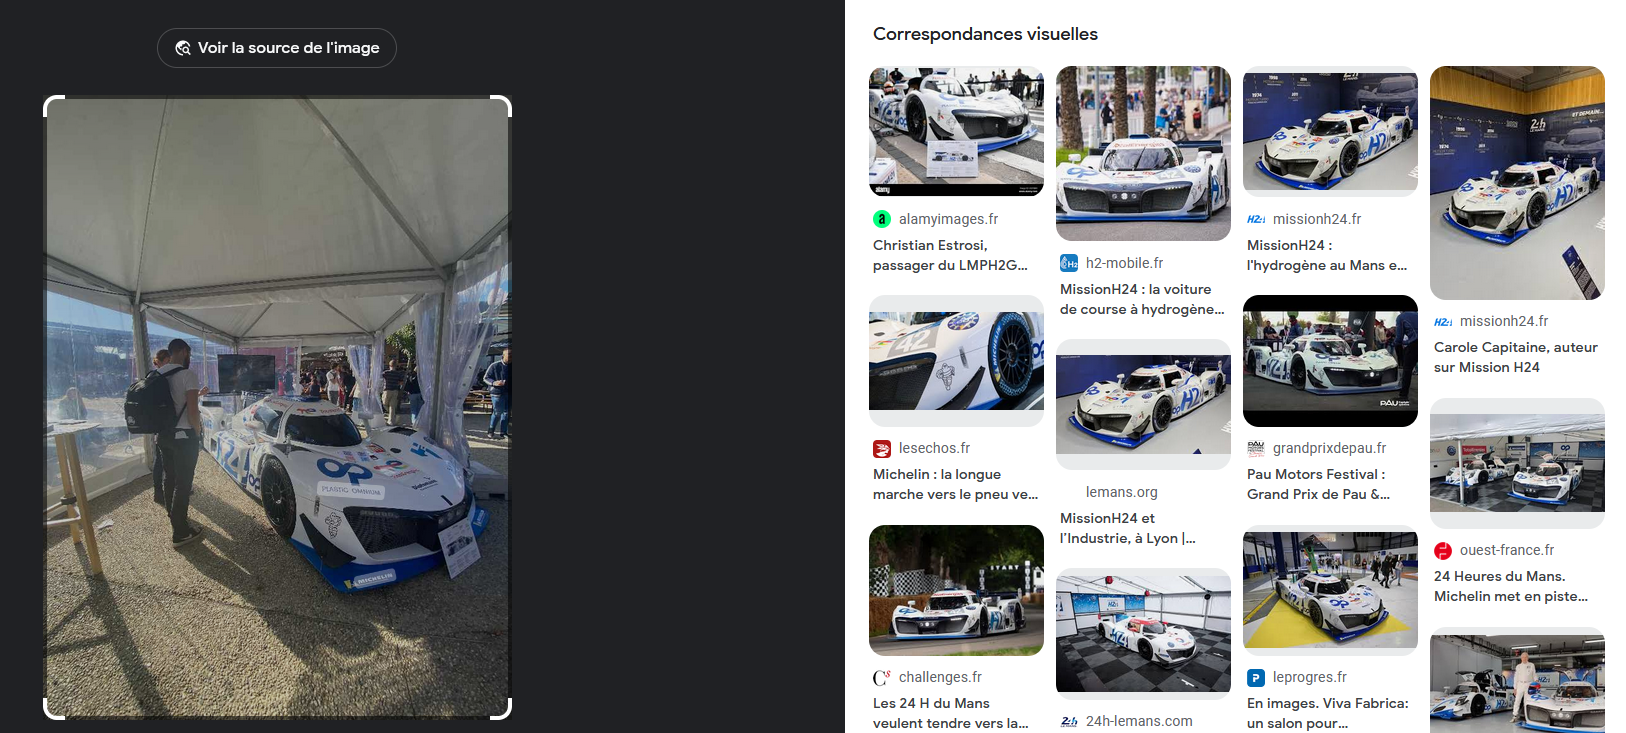 Voir la source de l'image
PLASTIC OMNIUM
MICHELIN
Correspondances visuelles
alamyimages.fr
Christian Estrosi,
passager du LMPH2G...
lesechos.fr
Michelin : la longue
marche vers le pneu ve...
challenges.fr
Les 24 H du Mans
veulent tendre vers la...
h2-mobile.fr
MissionH24 : la voiture
de course à hydrogène...
lemans.org
MissionH24 et
l'Industrie, à Lyon |...
24h-lemans.com
missionh24.fr
MissionH24 :
l'hydrogène au Mans e...
grandprixdepau.fr
Pau Motors Festival :
Grand Prix de Pau &...
leprogres.fr
En images. Viva Fabrica:
un salon pour...
missionh24.fr
Carole Capitaine, auteur
sur Mission H24
ouest-france.fr
24 Heures du Mans.
Michelin met en piste...